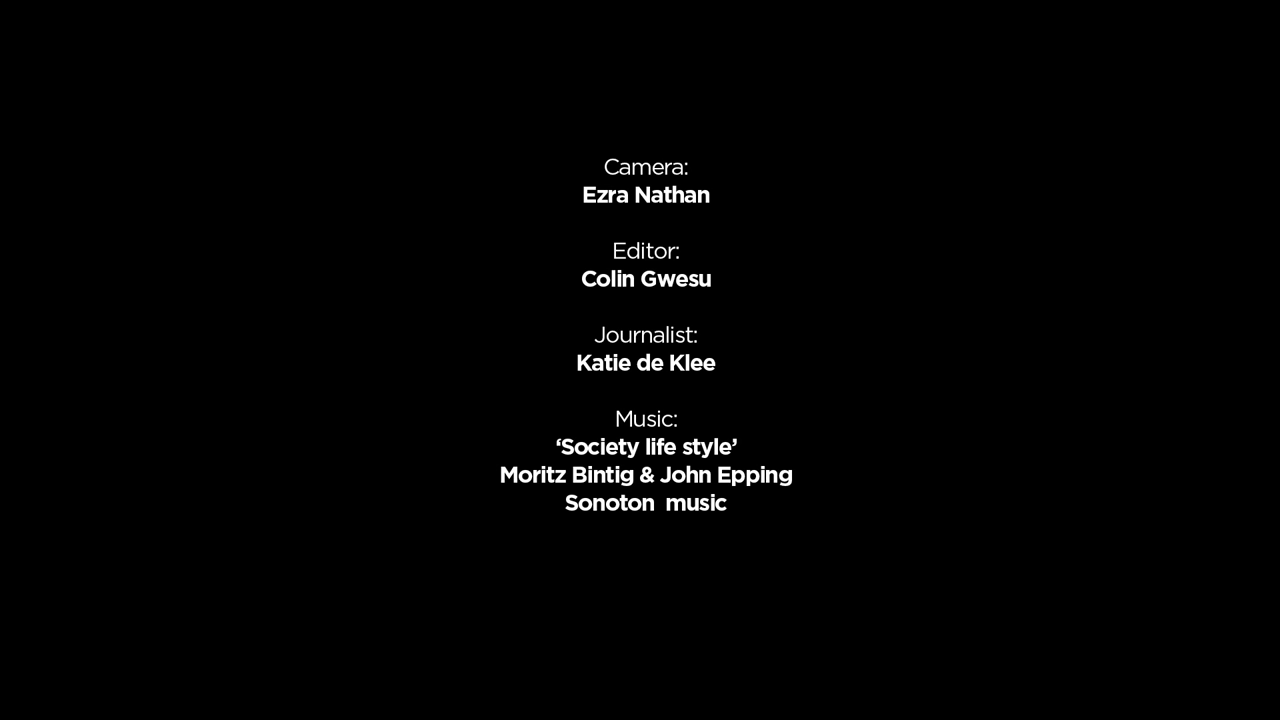 Camera:
Ezra Nathan
Editor:
Colin Gwesu
Journalist:
Katie de Klee
Music:
‘Society life style’
Moritz Bintig & John Epping
Sonoton  music